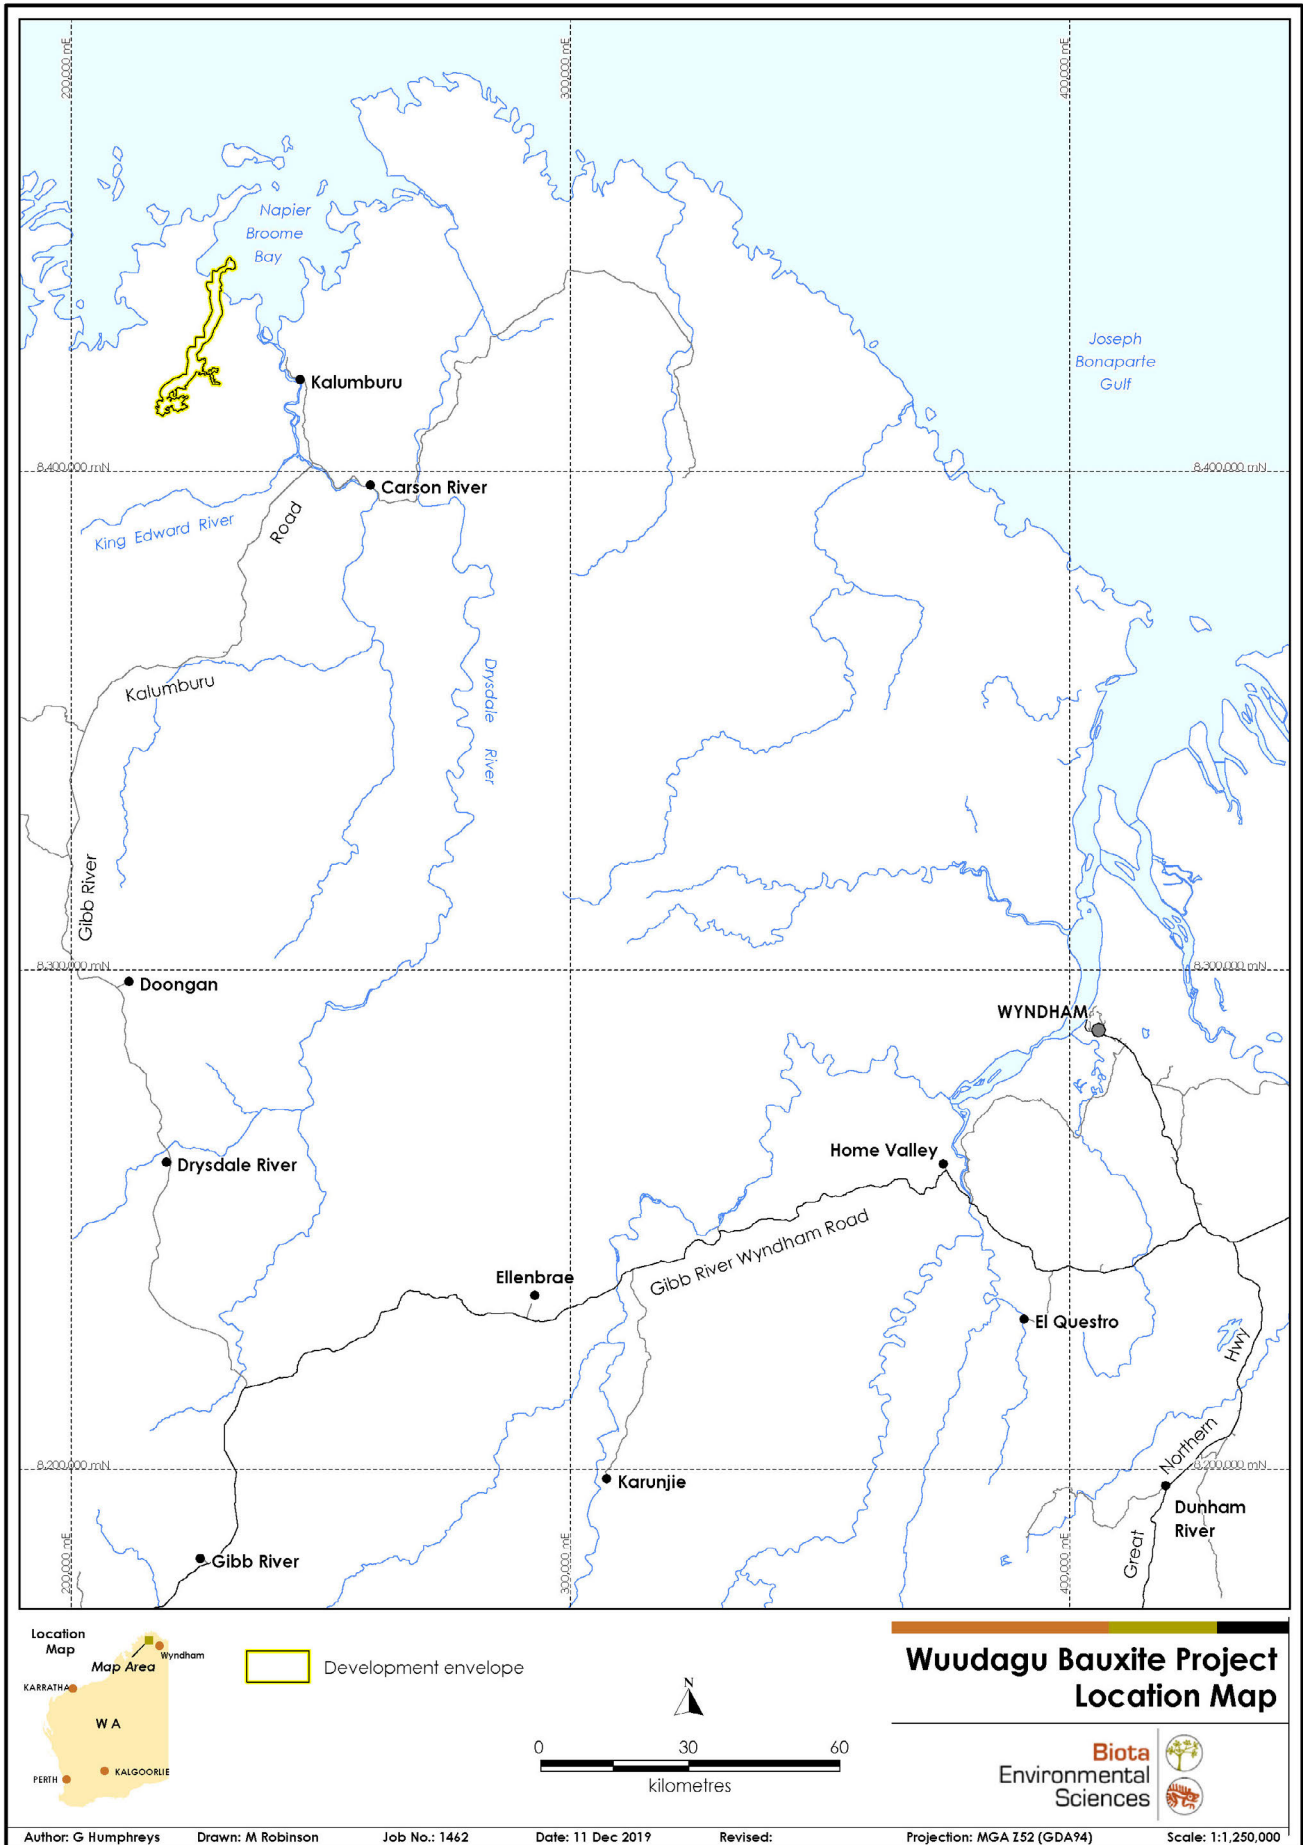 200,000 mE
300,000 mE
400,000 mE
Napier
Broome
Bay
Joseph
Bonaparte
Gulf
Kalumburu
8,400,000 mN
8,400,000 mN
Carson River
King Edward River
Road
Kalumburu
Drysdale River
Gibb River
8,300,000 mN
8,300,000 mN
Doongan
WYNDHAM
Home Valley
Drysdale River
Gibb River Wyndham Road
Ellenbrae
El Questro
Hwy
Northern
8,200,000 mN
8,200,000 mN
Karunjie
Dunham
River
Great
Gibb River
200,000 mE
300,000 mE
400,000 mE
Location
Map
Map Area
Wyndham
KARRATHA
WA
PERTH
KALGOORLIE
Development envelope
N
0 30 60
kilometres
Wuudagu Bauxite Project
Location Map
Biota
Environmental
Sciences
Author: G Humphreys Drawn: M Robinson Job No.: 1462 Date: 11 Dec 2019 Revised: Projection: MGA Z52 (GDA94) Scale: 1:1,250,000